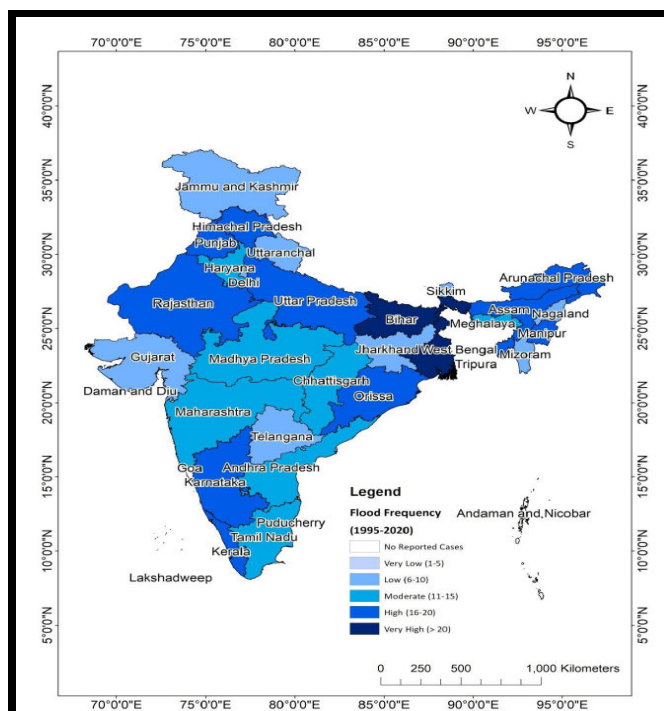 70°0'0"E 75°0'0"E 80°0'0"E 85°0'0"E 90°0'0"E 95°0'0"E
N
W E
S
40°0'0"N 40°0'0"N
35°0'0"N 35°0'0"N
30°0'0"N 30°0'0"N
25°0'0"N 25°0'0"N
20°0'0"N 20°0'0"N
15°0'0"N 15°0'0"N
10°0'0"N 10°0'0"N
5°0'0"N 5°0'0"N
Jammu and Kashmir
Himachal Pradesh
Punjab
Uttaranchal
Haryana
Delhi
Arunachal Pradesh
Sikkim
Rajasthan
Uttar Pradesh
Assam
Nagaland
Bihar
Meghalaya
Manipur
Gujarat
Madhya Pradesh
Jharkhand
West Bengal
Mizoram
Tripura
Chhattisgarh
Daman and Diu
Orissa
Maharashtra
Telangana
Goa
Andhra Pradesh
Karnataka
Puducherry
Tamil Nadu
Kerala
Lakshadweep
Andaman and Nicobar
Legend
Flood Frequency
(1995-2020)
No Reported Cases
Very Low (1-5)
Low (6-10)
Moderate (11-15)
High (16-20)
Very High (> 20)
0 250 500 1,000 Kilometers
70°0'0"E 75°0'0"E 80°0'0"E 85°0'0"E 90°0'0"E 95°0'0"E